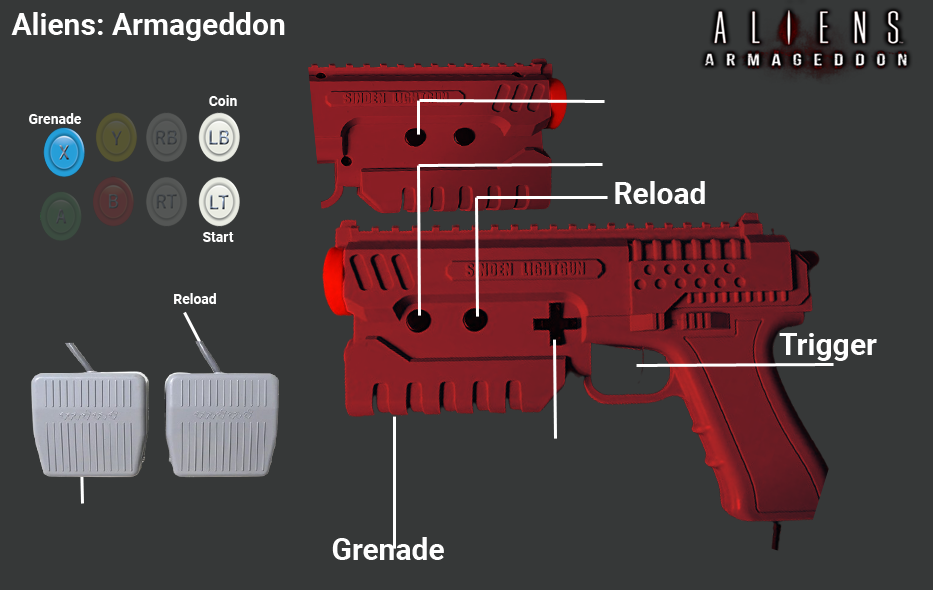 Aliens: Armageddon
ALIENS
ARMAGEDDON
Coin
Grenade
X
Y
RB
LB
A
B
RT
LT
Start
SINDEN LIGHTGUN
Reload
SINDEN LIGHTGUN
Reload
Trigger
Grenade